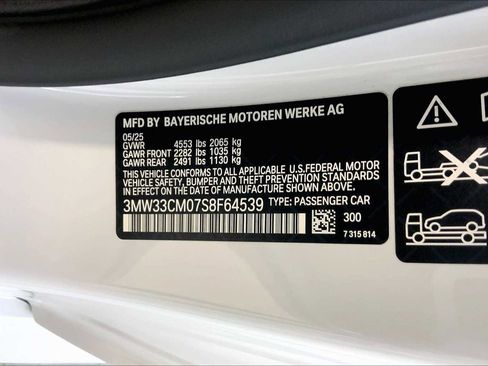 MFD BY BAYERISCHE MOTOREN WERKE AG
05/25
GVWR 4553 lbs 2065 kg
GAWR FRONT 2282 lbs 1035 kg
GAWR REAR 2491 lbs 1130 kg
THIS VEHICLE CONFORMS TO ALL APPLICABLE U.S.FEDERAL MOTOR
VEHICLE SAFETY, BUMPER, AND THEFT PREVENTION STANDARDS
IN EFFECT ON THE DATE OF MANUFACTURE SHOWN ABOVE.
3MW33CM07S8F64539 TYPE: PASSENGER CAR
300
7 315 814